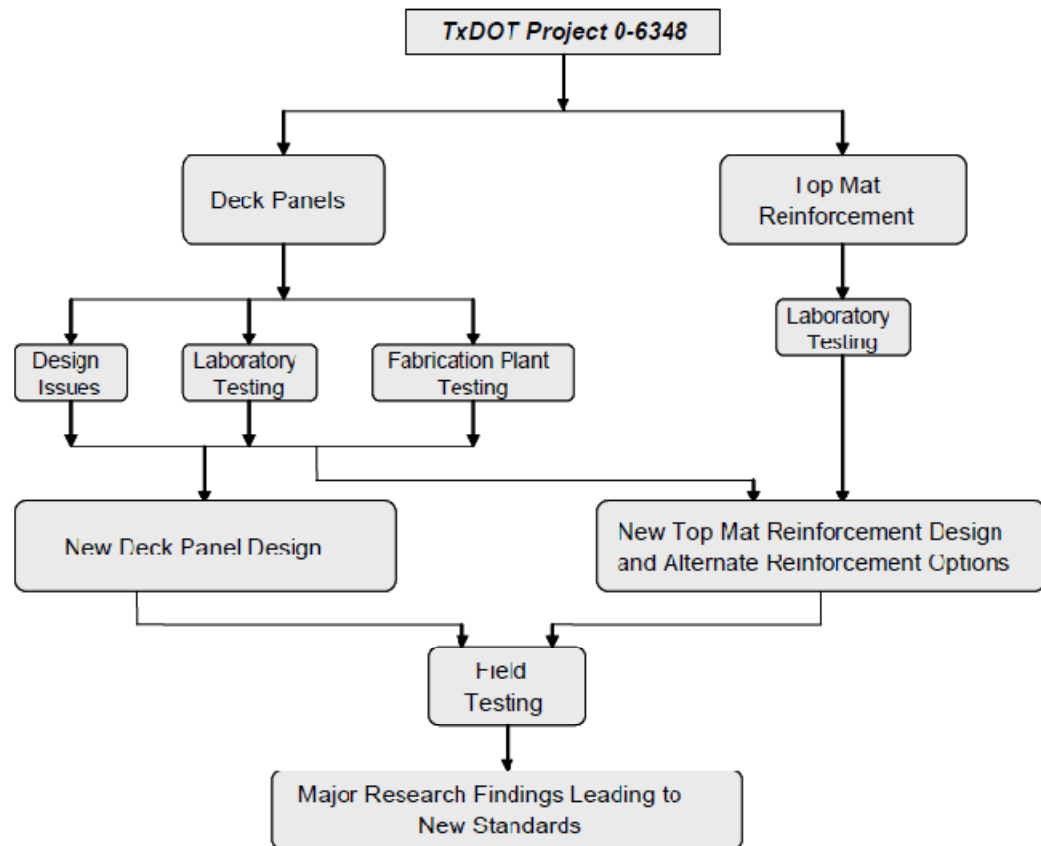 TxDOT Project 0-6348
Deck Panels
Top Mat
Reinforcement
Design
Issues
Laboratory
Testing
Fabrication Plant
Testing
Laboratory
Testing
New Deck Panel Design
New Top Mat Reinforcement Design
and Alternate Reinforcement Options
Field
Testing
Major Research Findings Leading to
New Standards